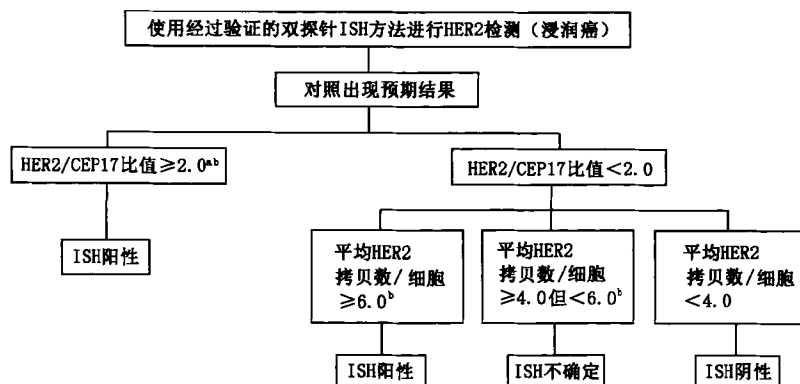 使用经过验证的双探针ISH方法进行HER2检测（浸润癌）
对照出现预期结果
HER2/CEP17比值≥2.0ᵃᵇ
HER2/CEP17比值＜2.0
ISH阳性
平均HER2
拷贝数/细胞
≥6.0ᵇ
平均HER2
拷贝数/细胞
≥4.0但＜6.0ᵇ
平均HER2
拷贝数/细胞
＜4.0
ISH阳性
ISH不确定
ISH阴性